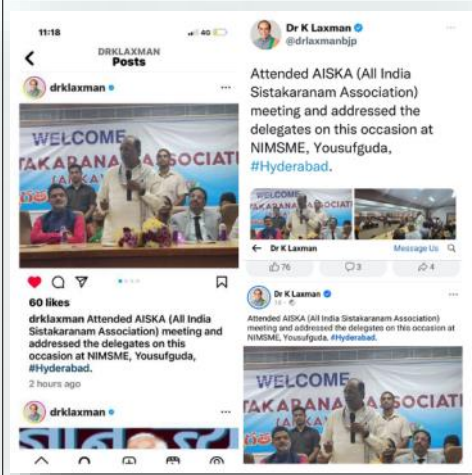 11:18
4G
DRKLAXMAN
Posts
drklaxman
WELCOME
TAKARANA SSOCIATI
60 likes
drklaxman Attended AISKA (All India
Sistakaranam Association) meeting and
addressed the delegates on this
occasion at NIMSME, Yousufguda,
#Hyderabad.
2 hours ago
drklaxman
Dr K Laxman
@drlaxmanbjp
Attended AISKA (All India
Sistakaranam Association)
meeting and addressed the
delegates on this occasion at
NIMSME, Yousufguda,
#Hyderabad.
WELCOME
Dr K Laxman Message Us
76 3 4
Dr K Laxman
Attended AISKA (All India Sistakaranam Association)
meeting and addressed the delegates on this occasion at
NIMSME, Yousufguda, #Hyderabad.
WELCOME
TAKARANA SSOCIATI